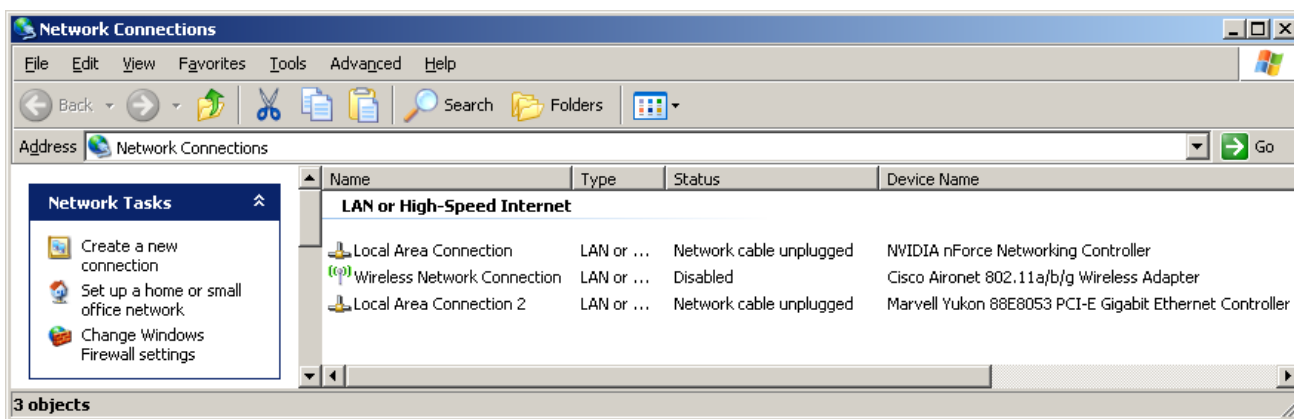 Network Connections
File Edit View Favorites Tools Advanced Help
Back Search Folders
Address Network Connections Go
Name Type Status Device Name
Network Tasks
LAN or High-Speed Internet
Create a new
connection
Set up a home or small
office network
Change Windows
Firewall settings
Local Area Connection LAN or ... Network cable unplugged NVIDIA nForce Networking Controller
Wireless Network Connection LAN or ... Disabled Cisco Aironet 802.11a/b/g Wireless Adapter
Local Area Connection 2 LAN or ... Network cable unplugged Marvell Yukon 88E8053 PCI-E Gigabit Ethernet Controller
3 objects